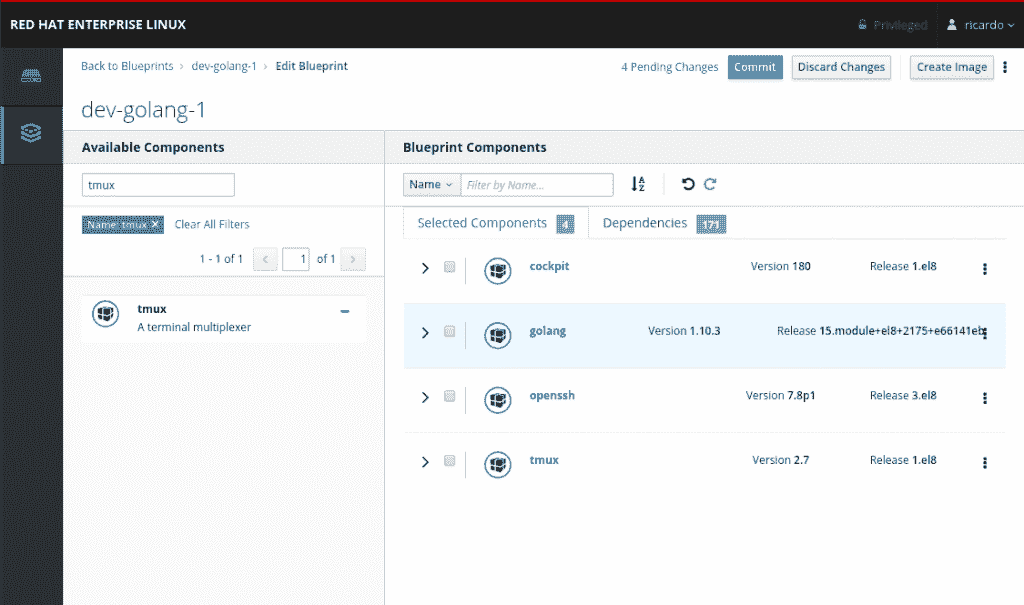 RED HAT ENTERPRISE LINUX
Privileged
ricardo
Back to Blueprints › dev-golang-1 › Edit Blueprint
4 Pending Changes
Commit
Discard Changes
Create Image
dev-golang-1
Available Components
tmux
Name: tmux ×
Clear All Filters
1 - 1 of 1
1 of 1
tmux
A terminal multiplexer
Blueprint Components
Name
Filter by Name...
Selected Components 4
Dependencies 171
cockpit Version 180 Release 1.el8
golang Version 1.10.3 Release 15.module+el8+2175+e66141eb
openssh Version 7.8p1 Release 3.el8
tmux Version 2.7 Release 1.el8